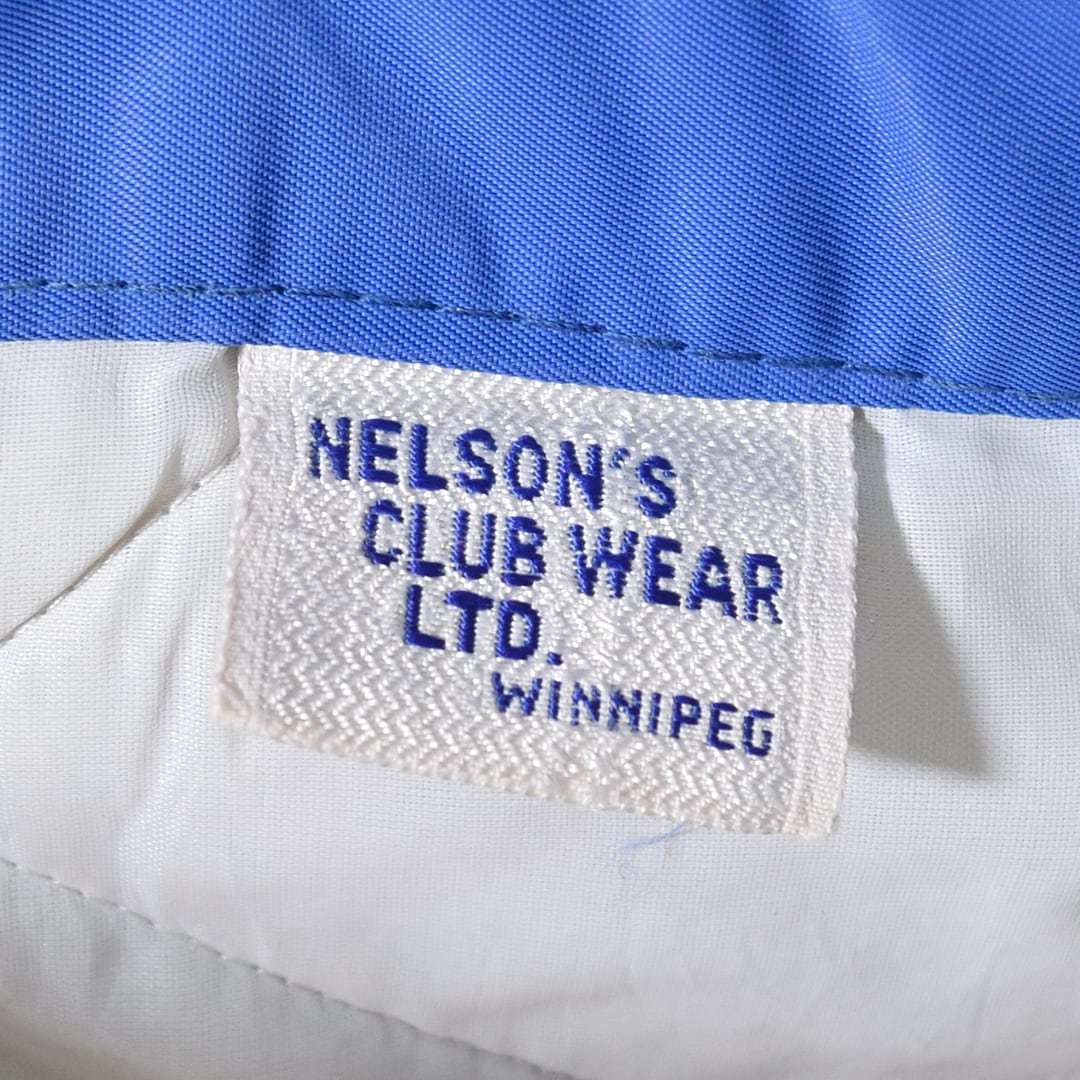 NELSON'S
CLUB WEAR
LTD.
WINNIPEG